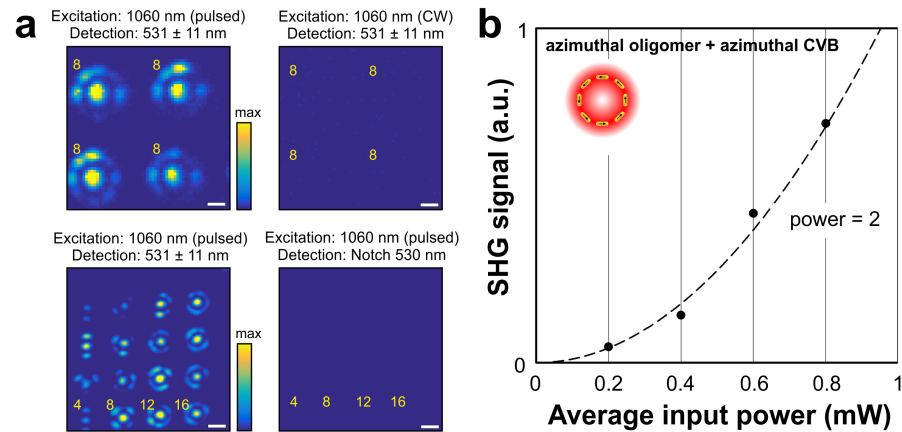 a
Excitation: 1060 nm (pulsed)
Detection: 531 ± 11 nm
8 8
8 8
max
Excitation: 1060 nm (CW)
Detection: 531 ± 11 nm
8 8
8 8
Excitation: 1060 nm (pulsed)
Detection: 531 ± 11 nm
4 8 12 16
max
Excitation: 1060 nm (pulsed)
Detection: Notch 530 nm
4 8 12 16
b
azimuthal oligomer + azimuthal CVB
power = 2
SHG signal (a.u.)
1
0
0 0.2 0.4 0.6 0.8 1
Average input power (mW)